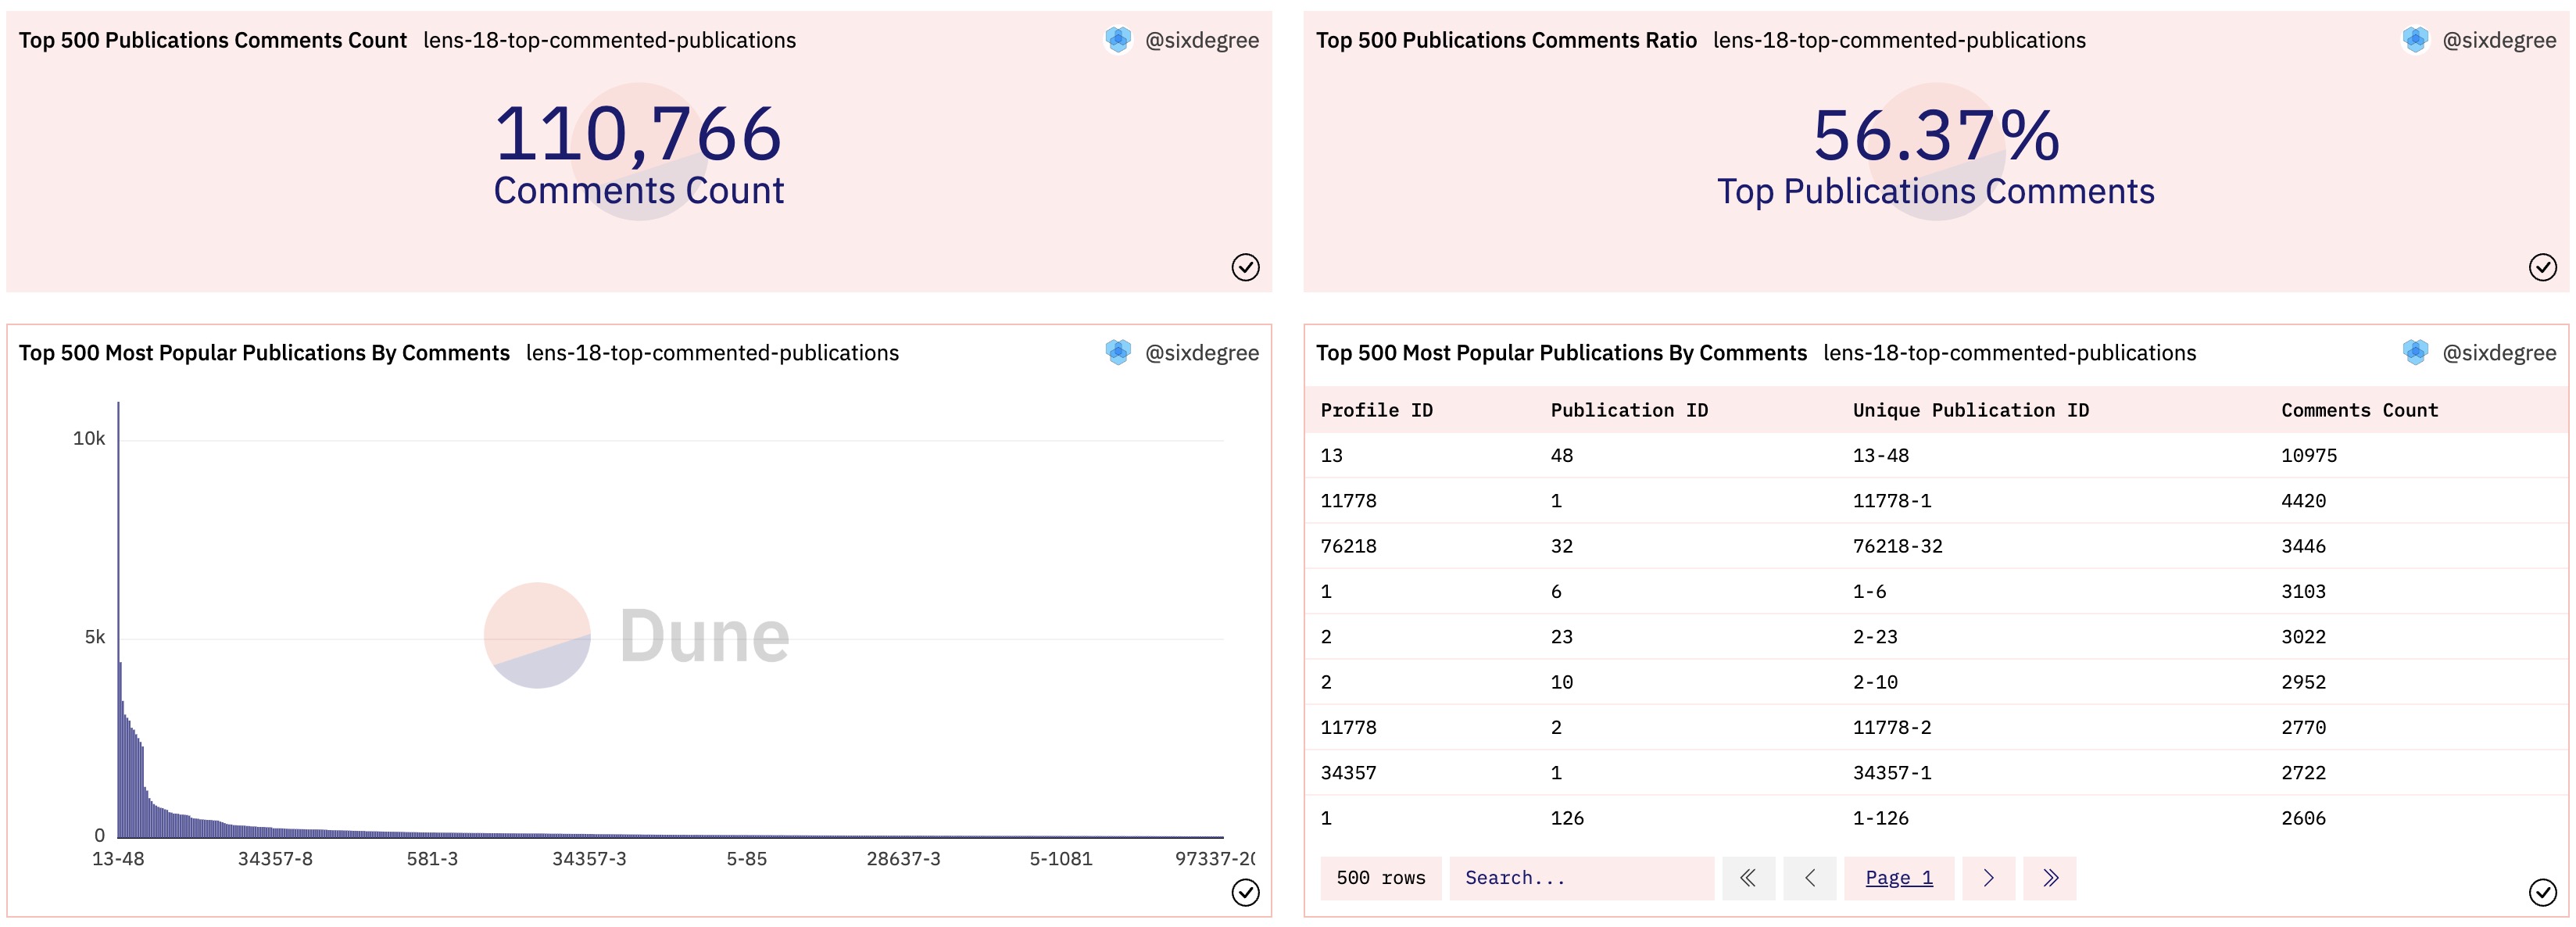 Top 500 Publications Comments Count lens-18-top-commented-publications @sixdegree
110,766
Comments Count
Top 500 Publications Comments Ratio lens-18-top-commented-publications @sixdegree
56.37%
Top Publications Comments
Top 500 Most Popular Publications By Comments lens-18-top-commented-publications @sixdegree
10k
5k
0
Dune
13-48 34357-8 581-3 34357-3 5-85 28637-3 5-1081 97337-20
Top 500 Most Popular Publications By Comments lens-18-top-commented-publications @sixdegree
Profile ID Publication ID Unique Publication ID Comments Count
13 48 13-48 10975
11778 1 11778-1 4420
76218 32 76218-32 3446
1 6 1-6 3103
2 23 2-23 3022
2 10 2-10 2952
11778 2 11778-2 2770
34357 1 34357-1 2722
1 126 1-126 2606
500 rows Search... Page 1